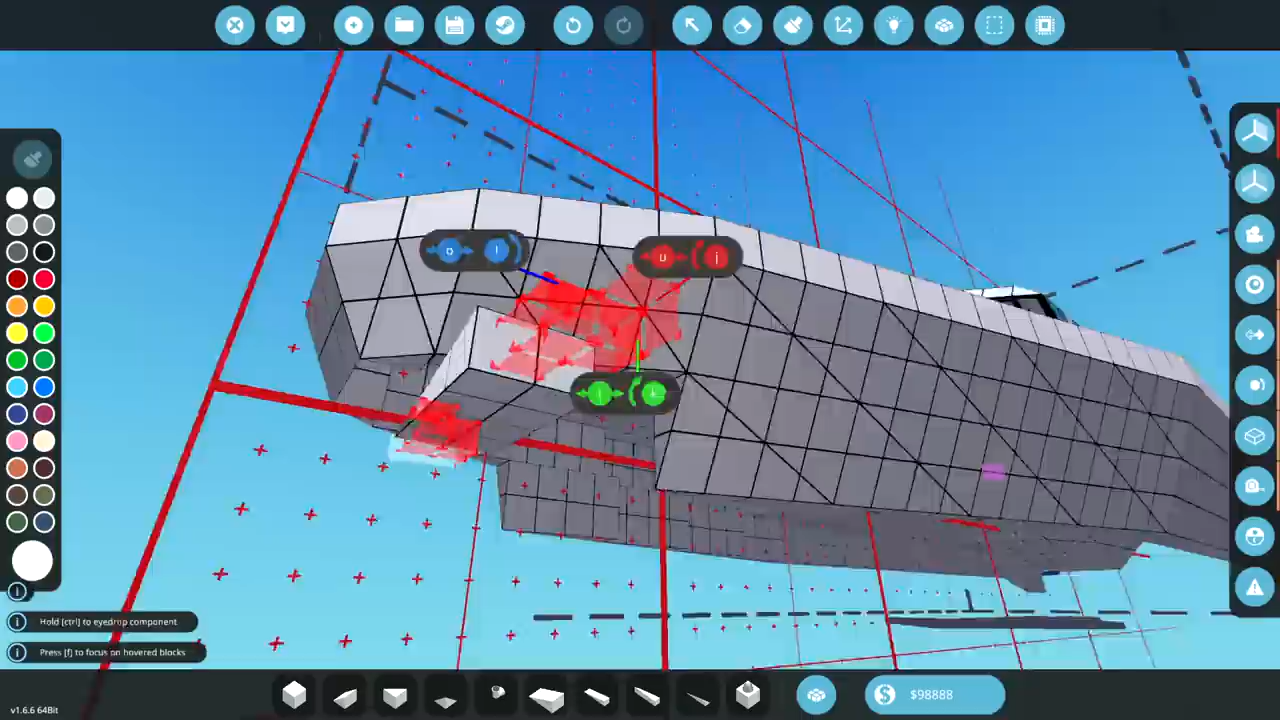 o l
u j
Hold [ctrl] to eyedrop component
Press [f] to focus on hovered blocks
$98888
v1.6.6 64Bit